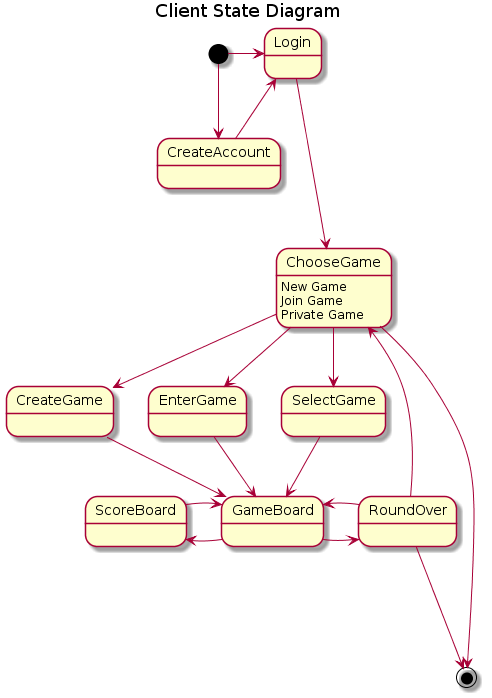 Client State Diagram
Login
CreateAccount
ChooseGame
New Game
Join Game
Private Game
CreateGame
EnterGame
SelectGame
ScoreBoard
GameBoard
RoundOver